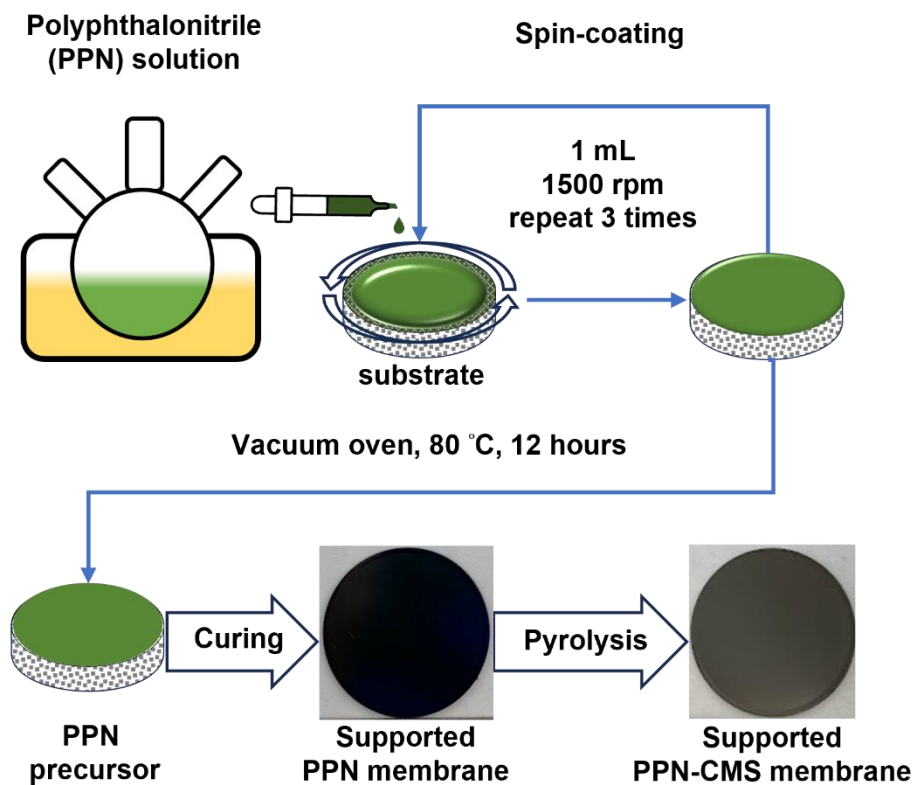 Polyphthalonitrile
(PPN) solution
Spin-coating
1 mL
1500 rpm
repeat 3 times
substrate
Vacuum oven, 80 °C, 12 hours
Curing
Pyrolysis
PPN
precursor
Supported
PPN membrane
Supported
PPN-CMS membrane